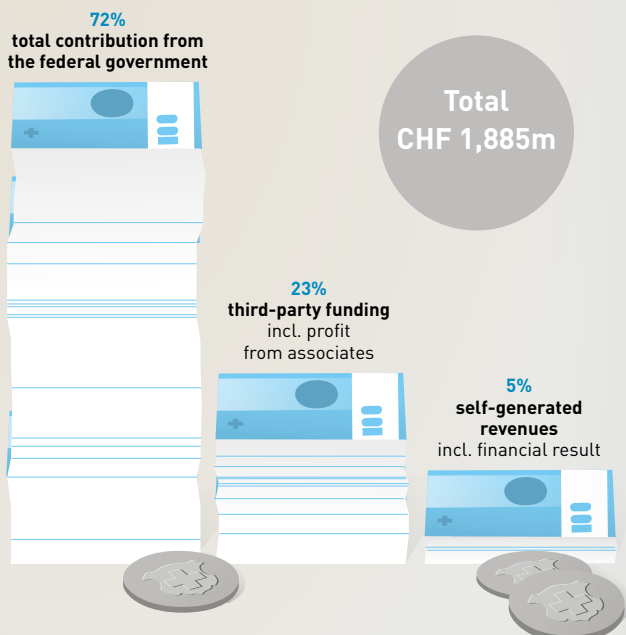 72%
total contribution from
the federal government
Total
CHF 1,885m
23%
third-party funding
incl. profit
from associates
5%
self-generated
revenues
incl. financial result